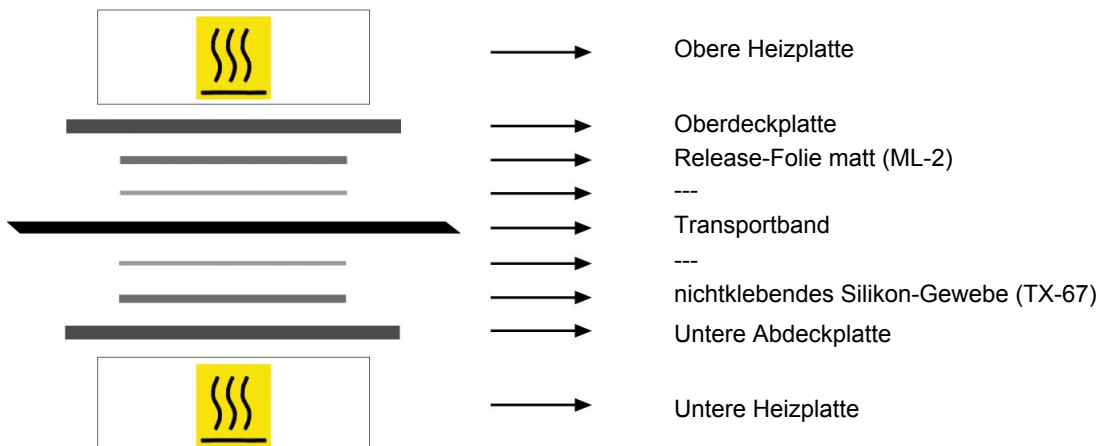 Obere Heizplatte
Oberdeckplatte
Release-Folie matt (ML-2)
---
Transportband
---
nichtklebendes Silikon-Gewebe (TX-67)
Untere Abdeckplatte
Untere Heizplatte